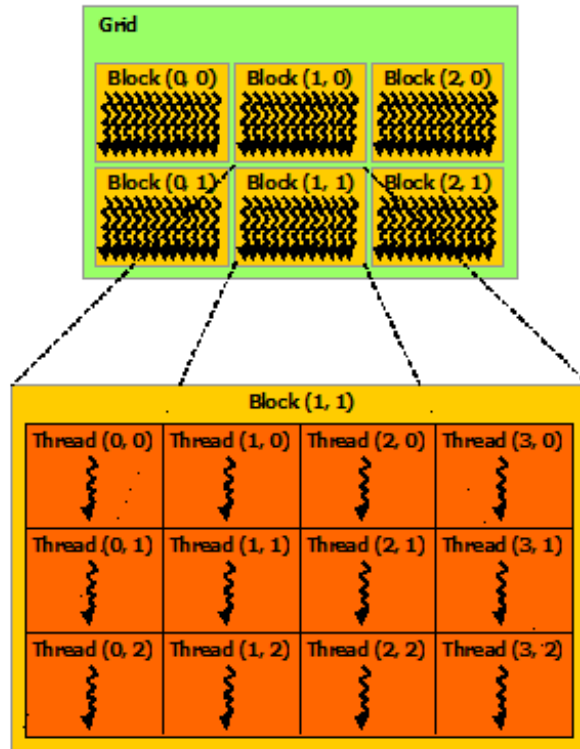 Grid
Block (0, 0) Block (1, 0) Block (2, 0)
Block (0, 1) Block (1, 1) Block (2, 1)
Block (1, 1)
Thread (0, 0) Thread (1, 0) Thread (2, 0) Thread (3, 0)
Thread (0, 1) Thread (1, 1) Thread (2, 1) Thread (3, 1)
Thread (0, 2) Thread (1, 2) Thread (2, 2) Thread (3, 2)